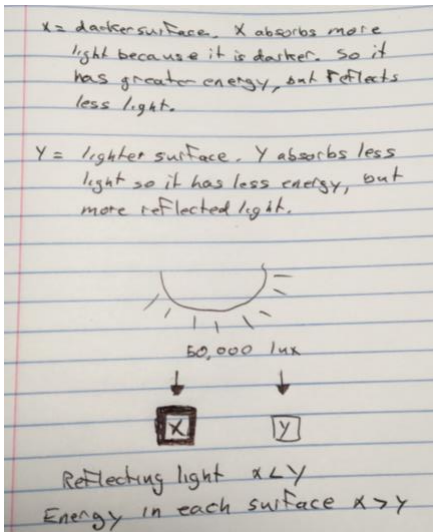 X = darker surface. X absorbs more
light because it is darker. So it
has greater energy, but reflects
less light.
Y = lighter surface. Y absorbs less
light so it has less energy, but
more reflected light.
50,000 lux
X Y
Reflecting light x < y
Energy in each surface x > y